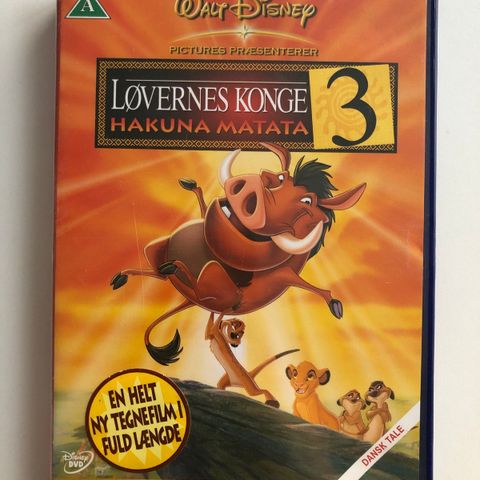 A
WALT DISNEY
PICTURES PRÆSENTERER
LØVERNES KONGE 3
HAKUNA MATATA
EN HELT
NY TEGNEFILM I
FULD LÆNGDE
DISNEY
DVD
DANSK TALE